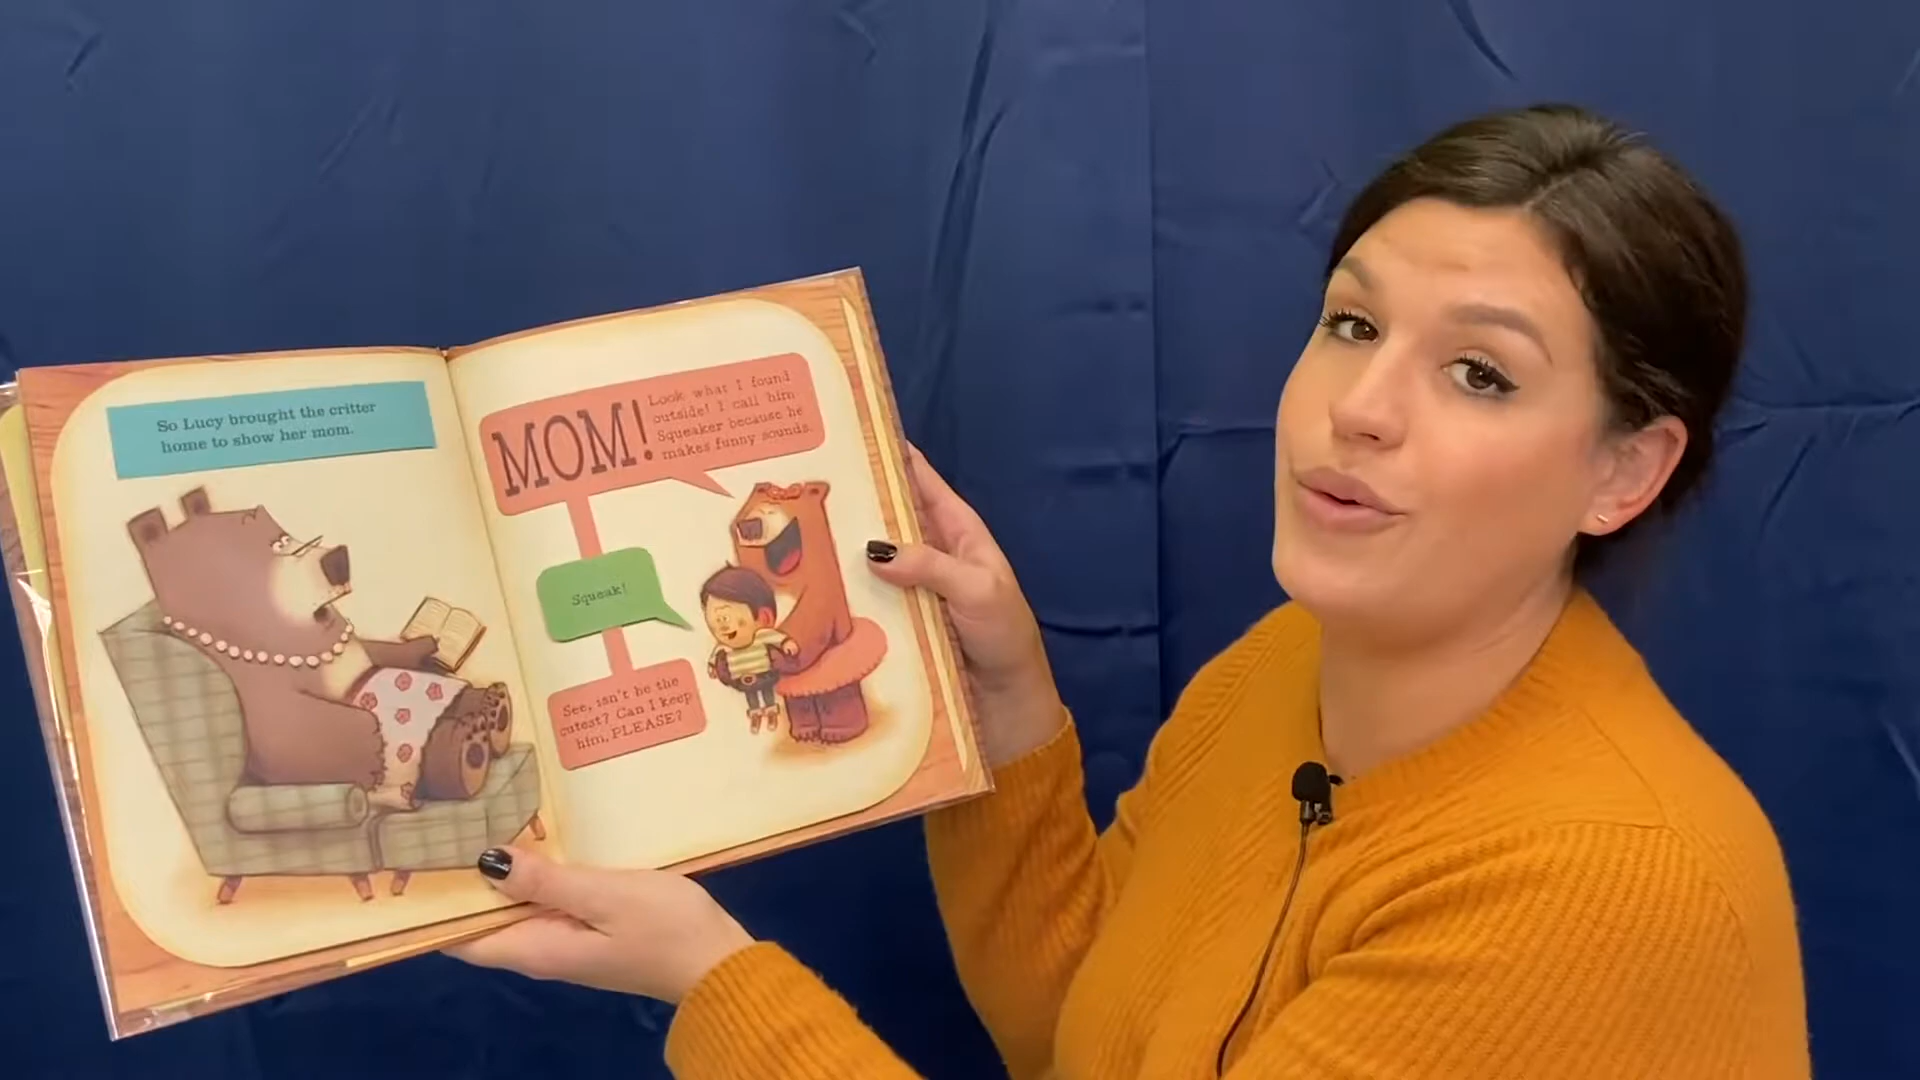 So Lucy brought the critter
home to show her mom.
MOM!
Look what I found
outside! I call him
Squeaker because he
makes funny sounds.
Squeak!
See, isn't he the
cutest? Can I keep
him, PLEASE?